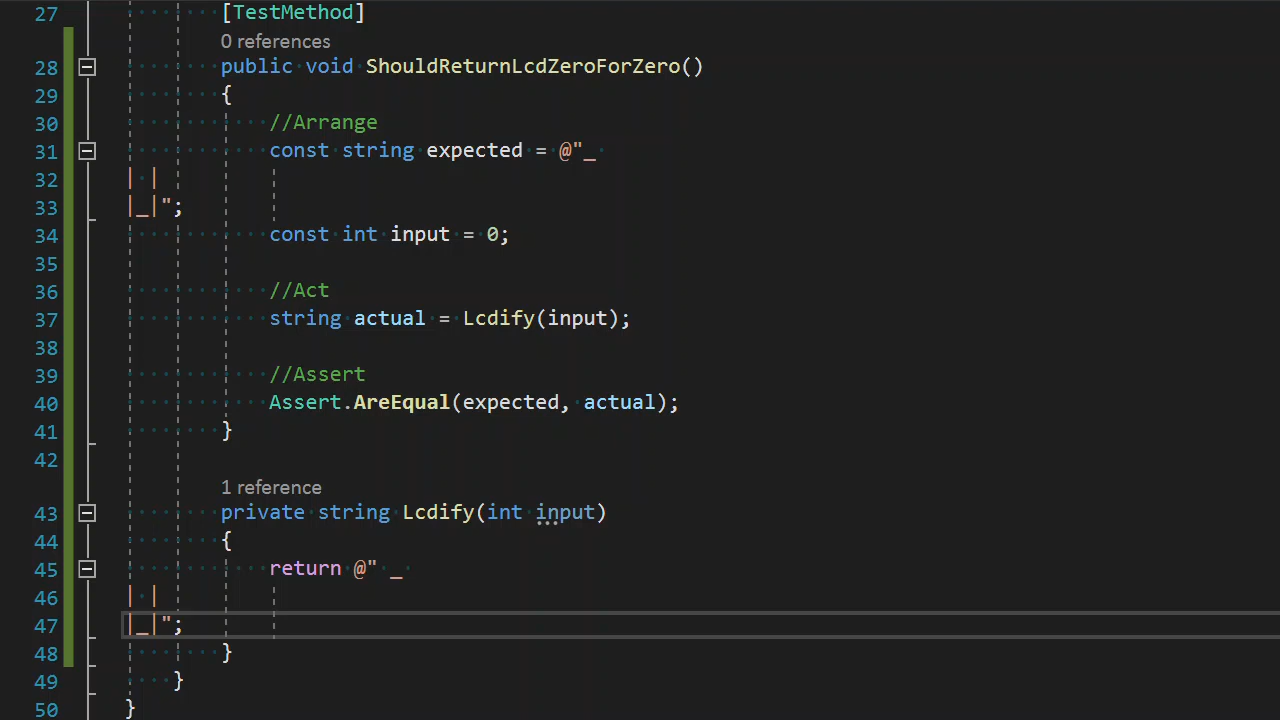 27 [TestMethod]
0 references
28 public void ShouldReturnLcdZeroForZero()
29 {
30 //Arrange
31 const string expected = @"_ 
32 | |
33 |_|";
34 const int input = 0;
35
36 //Act
37 string actual = Lcdify(input);
38
39 //Assert
40 Assert.AreEqual(expected, actual);
41 }
42
1 reference
43 private string Lcdify(int input)
44 {
45 return @" _ 
46 | |
47 |_|";
48 }
49 }
50 }